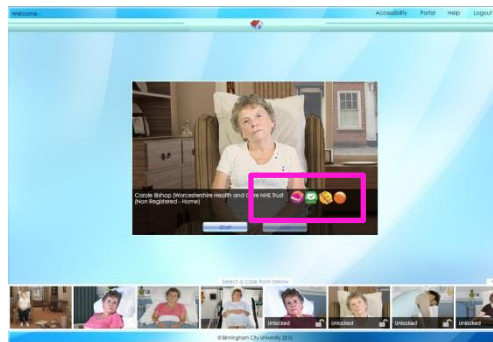 Welcome -
Accessibility Portal Help Logout
Carole Bishop (Worcestershire Health and Care NHS Trust
(Non Registered - Home)
Start
Select a case from below
Unlocked
Unlocked
Unlocked
Unlocked
© Birmingham City University 2010